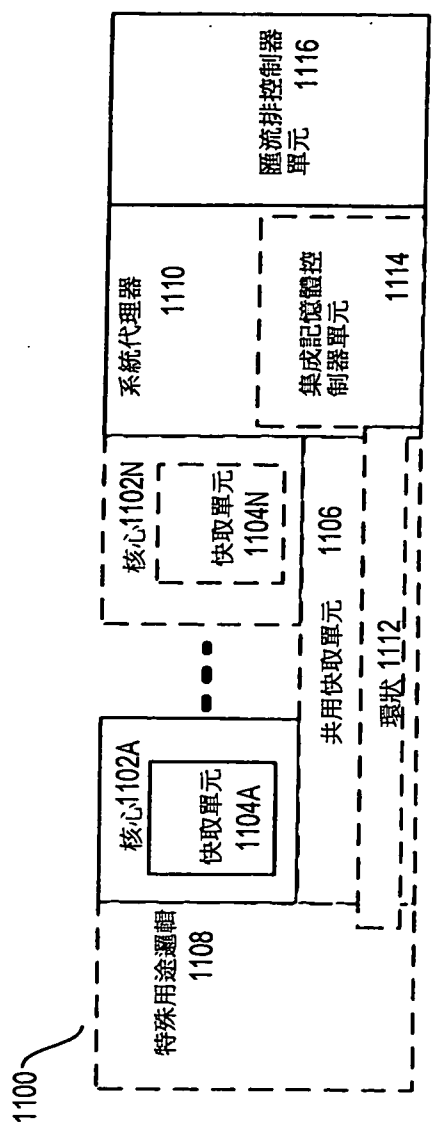 1100
特殊用途邏輯
1108
核心1102A
快取單元
1104A
核心1102N
快取單元
1104N
共用快取單元 1106
環狀 1112
系統代理器
1110
集成記憶體控
制器單元
1114
匯流排控制器
單元 1116